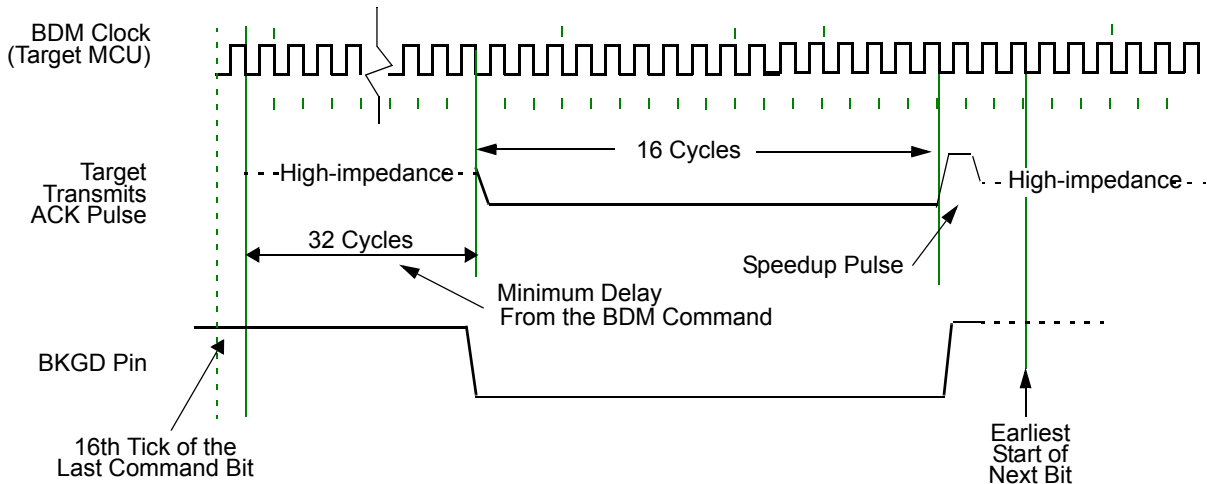 BDM Clock
(Target MCU)
Target
Transmits
ACK Pulse
High-impedance
16 Cycles
High-impedance
32 Cycles
Speedup Pulse
Minimum Delay
From the BDM Command
BKGD Pin
16th Tick of the
Last Command Bit
Earliest
Start of
Next Bit